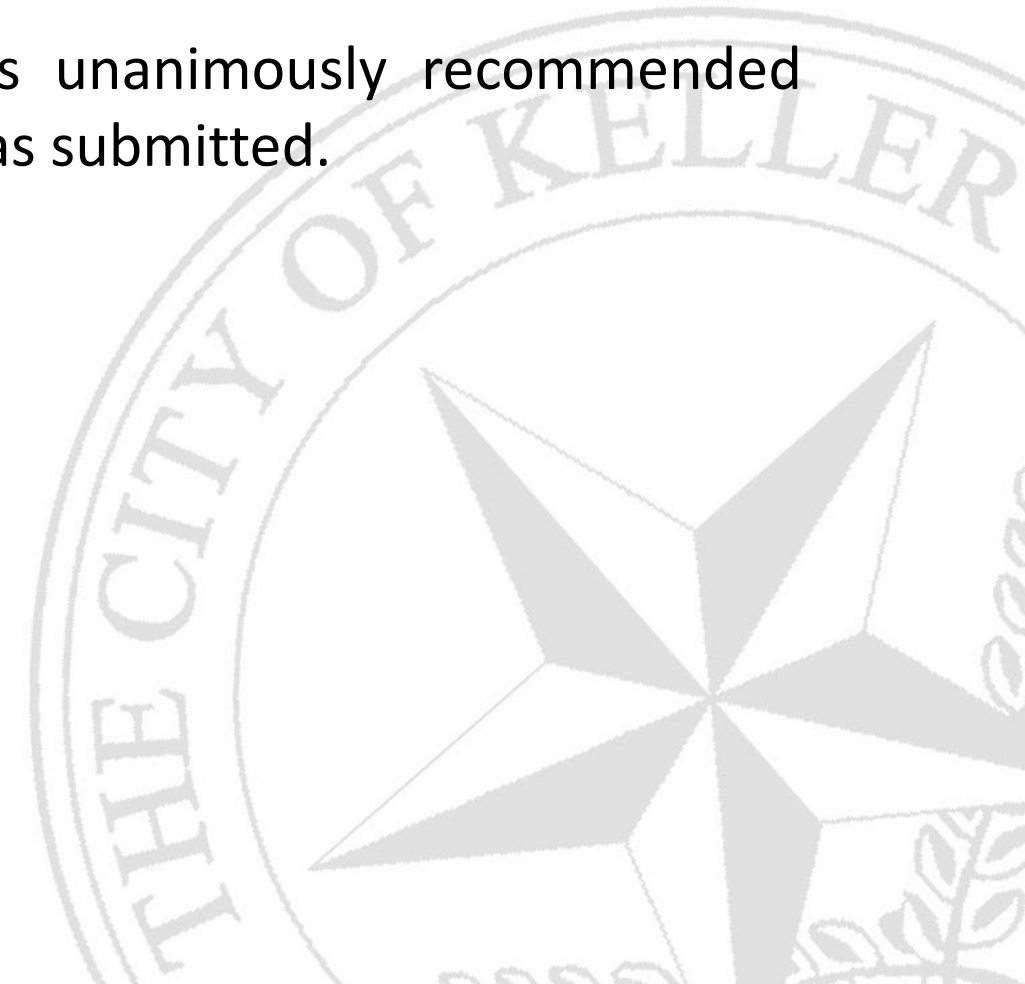 s unanimously recommended
as submitted.
THE CITY OF KELLER